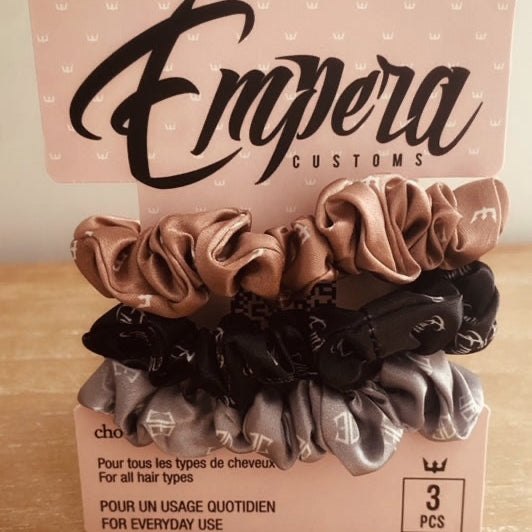 Empera
CUSTOMS
cho
Pour tous les types de cheveux
For all hair types
POUR UN USAGE QUOTIDIEN
FOR EVERYDAY USE
3
PCS